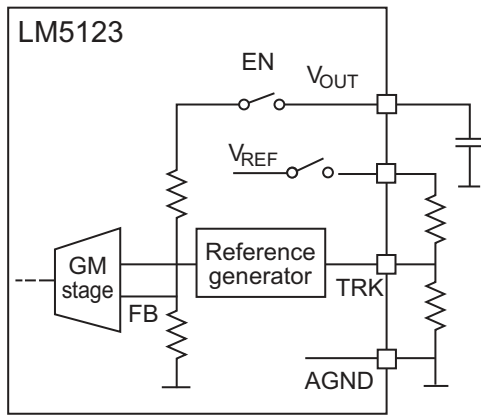 LM5123
EN
VOUT
VREF
GM
stage
Reference
generator
FB
TRK
AGND